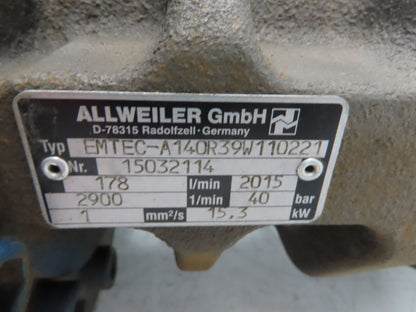 ALLWEILER GmbH
D-78315 Radolfzell · Germany
Typ EMTEC-A140R39W110221
Nr. 15032114
178 l/min 2015
2900 1/min 40 bar
1 mm²/s 15,3 kW